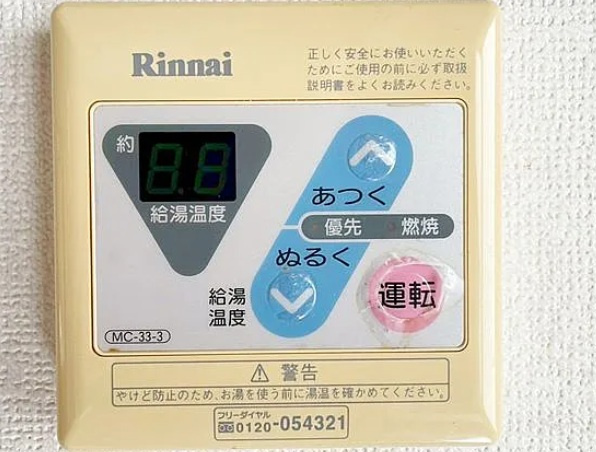 Rinnai
正しく安全にお使いいただく
ためにご使用の前に必ず取扱
説明書をよくお読みください。
約
給湯温度
あつく
優先 燃焼
ぬるく
給湯
温度
運転
MC-33-3
⚠ 警告
やけど防止のため、お湯を使う前に湯温を確かめてください。
フリーダイヤル
0120-054321